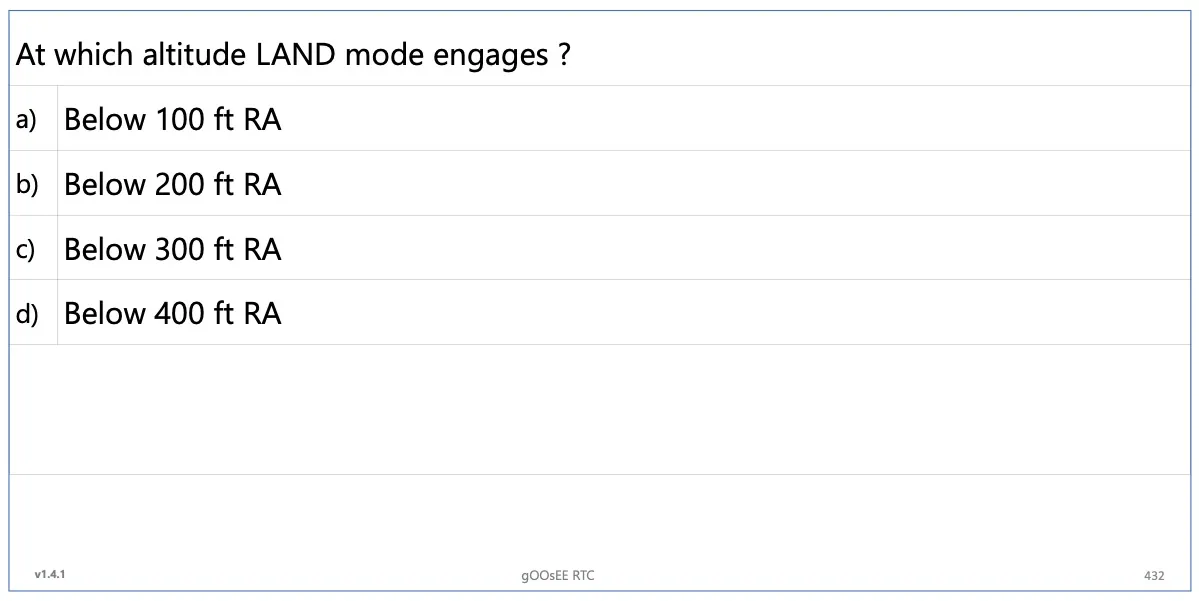 At which altitude LAND mode engages ?
a) Below 100 ft RA
b) Below 200 ft RA
c) Below 300 ft RA
d) Below 400 ft RA
v1.4.1 gOOsEE RTC 432